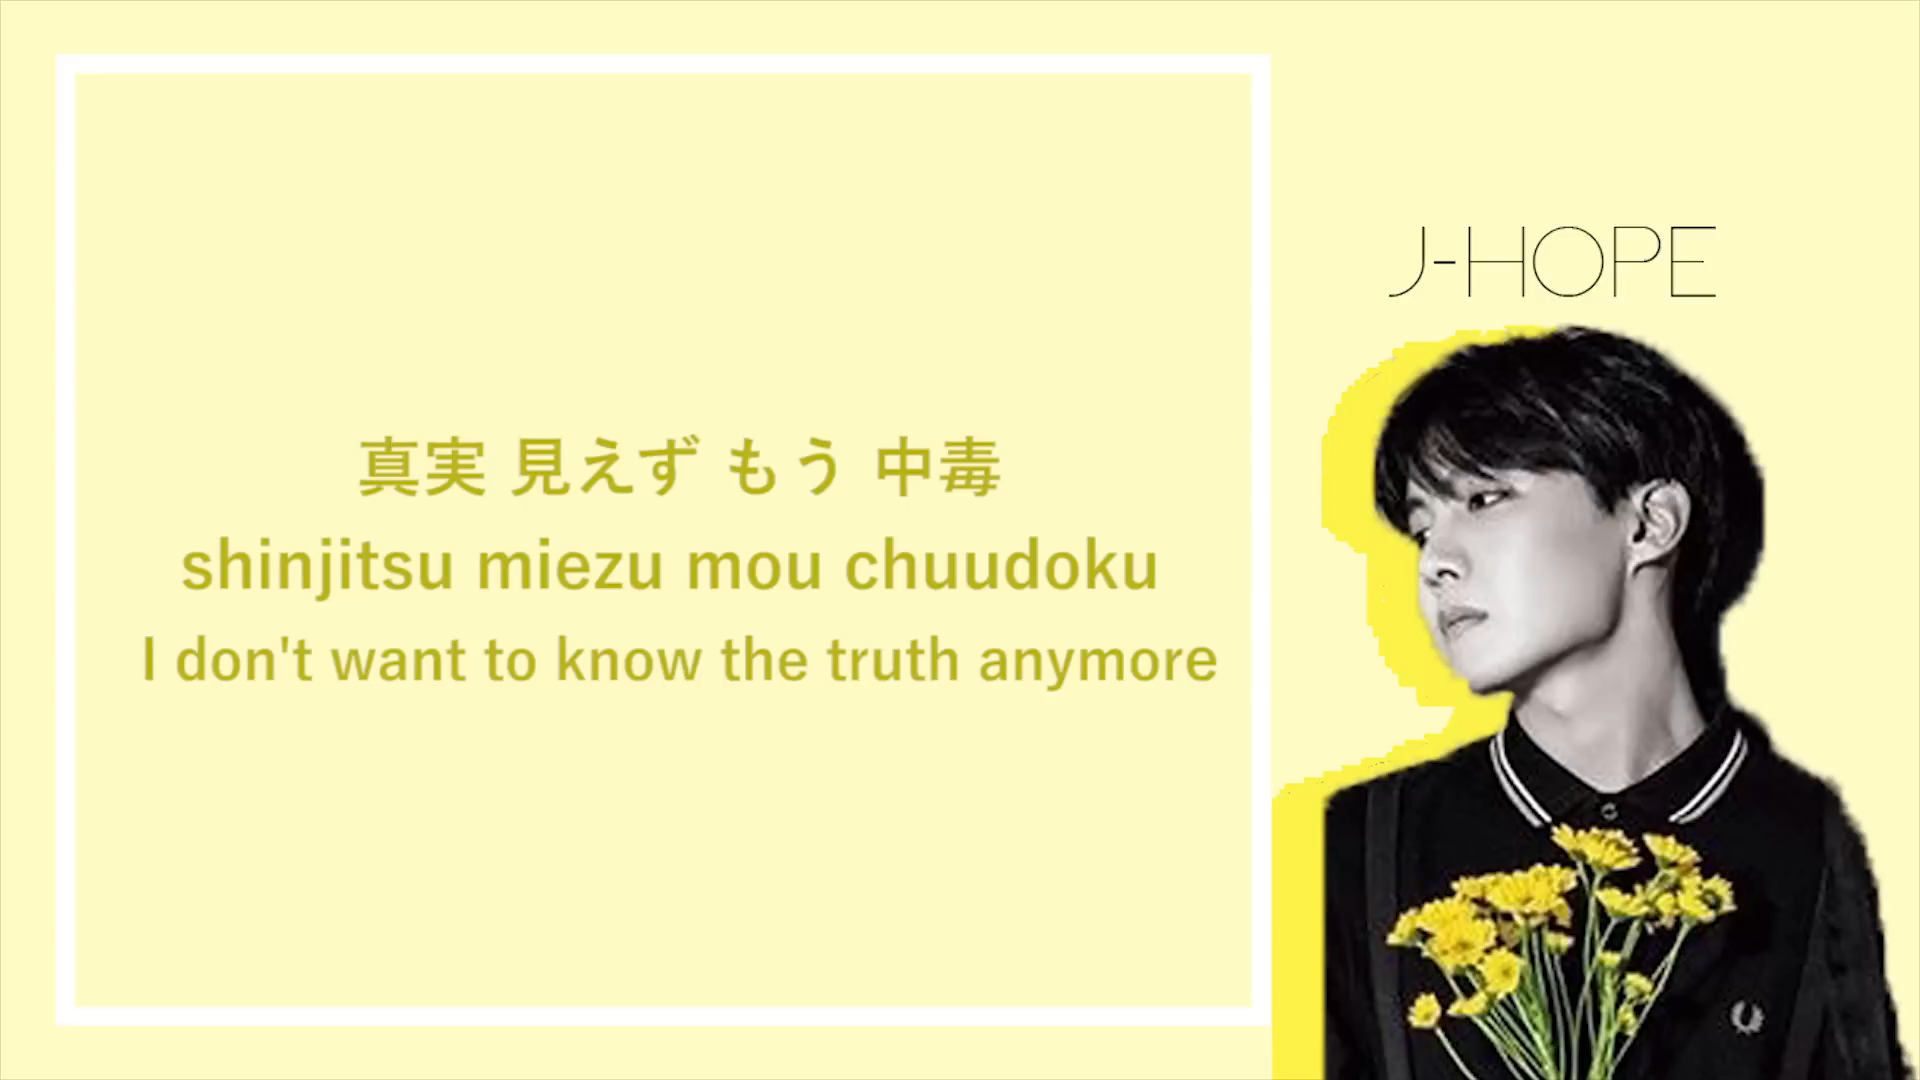 J-HOPE
真実 見えず もう 中毒
shinjitsu miezu mou chuudoku
I don't want to know the truth anymore